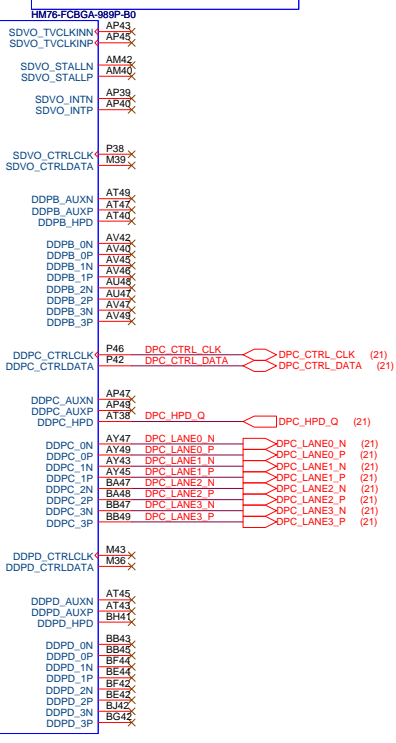 HM76-FCBGA-989P-B0
SDVO_TVCLKINN AP43
SDVO_TVCLKINP AP45
SDVO_STALLN AM42
SDVO_STALLP AM40
SDVO_INTN AP39
SDVO_INTP AP40
SDVO_CTRLCLK P38
SDVO_CTRLDATA M39
DDPB_AUXN AT49
DDPB_AUXP AT47
DDPB_HPD AT40
DDPB_0N AV42
DDPB_0P AV40
DDPB_1N AV45
DDPB_1P AV46
DDPB_2N AU48
DDPB_2P AU47
DDPB_3N AV47
DDPB_3P AV49
DDPC_CTRLCLK P46 DPC_CTRL_CLK DPC_CTRL_CLK (21)
DDPC_CTRLDATA P42 DPC_CTRL_DATA DPC_CTRL_DATA (21)
DDPC_AUXN AP47
DDPC_AUXP AP49
DDPC_HPD AT38 DPC_HPD_Q DPC_HPD_Q (21)
DDPC_0N AY47 DPC_LANE0_N DPC_LANE0_N (21)
DDPC_0P AY49 DPC_LANE0_P DPC_LANE0_P (21)
DDPC_1N AY43 DPC_LANE1_N DPC_LANE1_N (21)
DDPC_1P AY45 DPC_LANE1_P DPC_LANE1_P (21)
DDPC_2N BA47 DPC_LANE2_N DPC_LANE2_N (21)
DDPC_2P BA48 DPC_LANE2_P DPC_LANE2_P (21)
DDPC_3N BB47 DPC_LANE3_N DPC_LANE3_N (21)
DDPC_3P BB49 DPC_LANE3_P DPC_LANE3_P (21)
DDPD_CTRLCLK M43
DDPD_CTRLDATA M36
DDPD_AUXN AT45
DDPD_AUXP AT43
DDPD_HPD BH41
DDPD_0N BB43
DDPD_0P BB45
DDPD_1N BF44
DDPD_1P BE44
DDPD_2N BF42
DDPD_2P BE42
DDPD_3N BJ42
DDPD_3P BG42